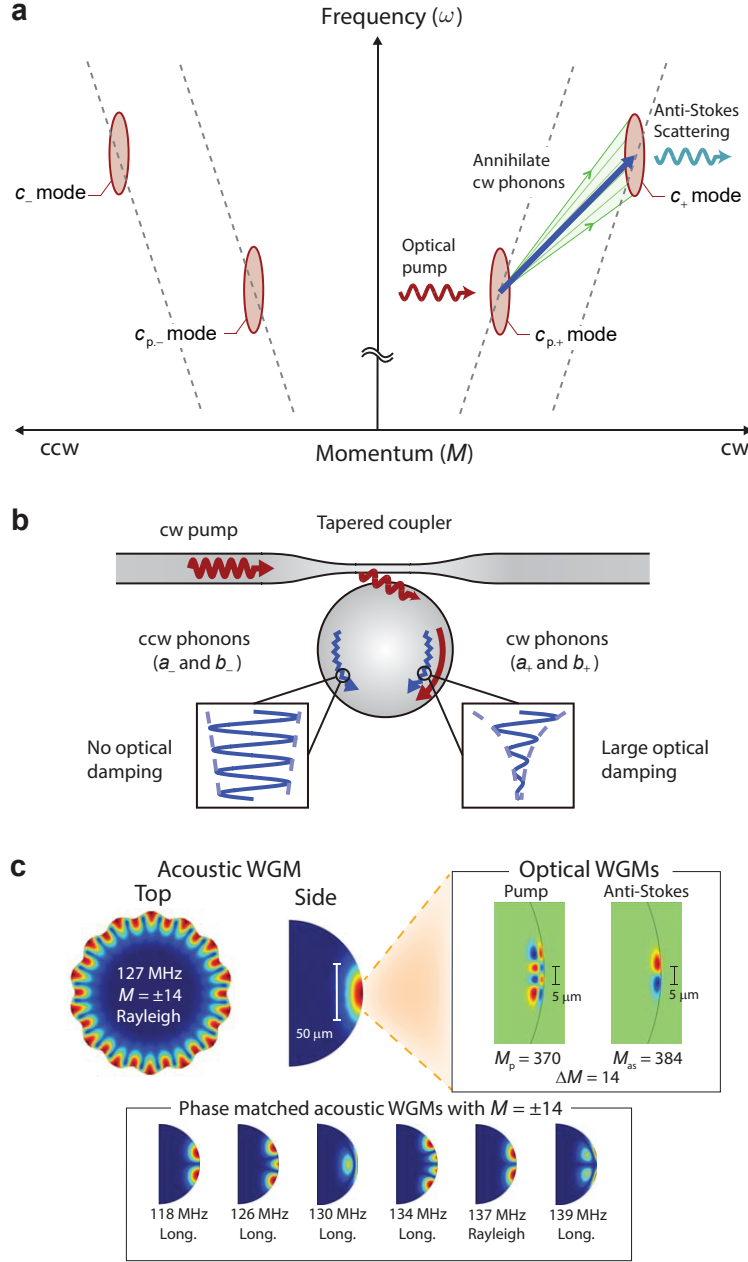 a
Frequency (ω)
Anti-Stokes
Scattering
Annihilate
cw phonons
c₋ mode
c₊ mode
Optical
pump
cₚ.₋ mode
cₚ,₊ mode
ccw
Momentum (M)
cw
b
cw pump
Tapered coupler
ccw phonons
(a₋ and b₋)
cw phonons
(a₊ and b₊)
No optical
damping
Large optical
damping
c
Acoustic WGM
Top
Side
127 MHz
M = ±14
Rayleigh
50 μm
Optical WGMs
Pump
Anti-Stokes
5 μm
5 μm
Mₚ = 370
Mₐₛ = 384
ΔM = 14
Phase matched acoustic WGMs with M = ±14
118 MHz
Long.
126 MHz
Long.
130 MHz
Long.
134 MHz
Long.
137 MHz
Rayleigh
139 MHz
Long.